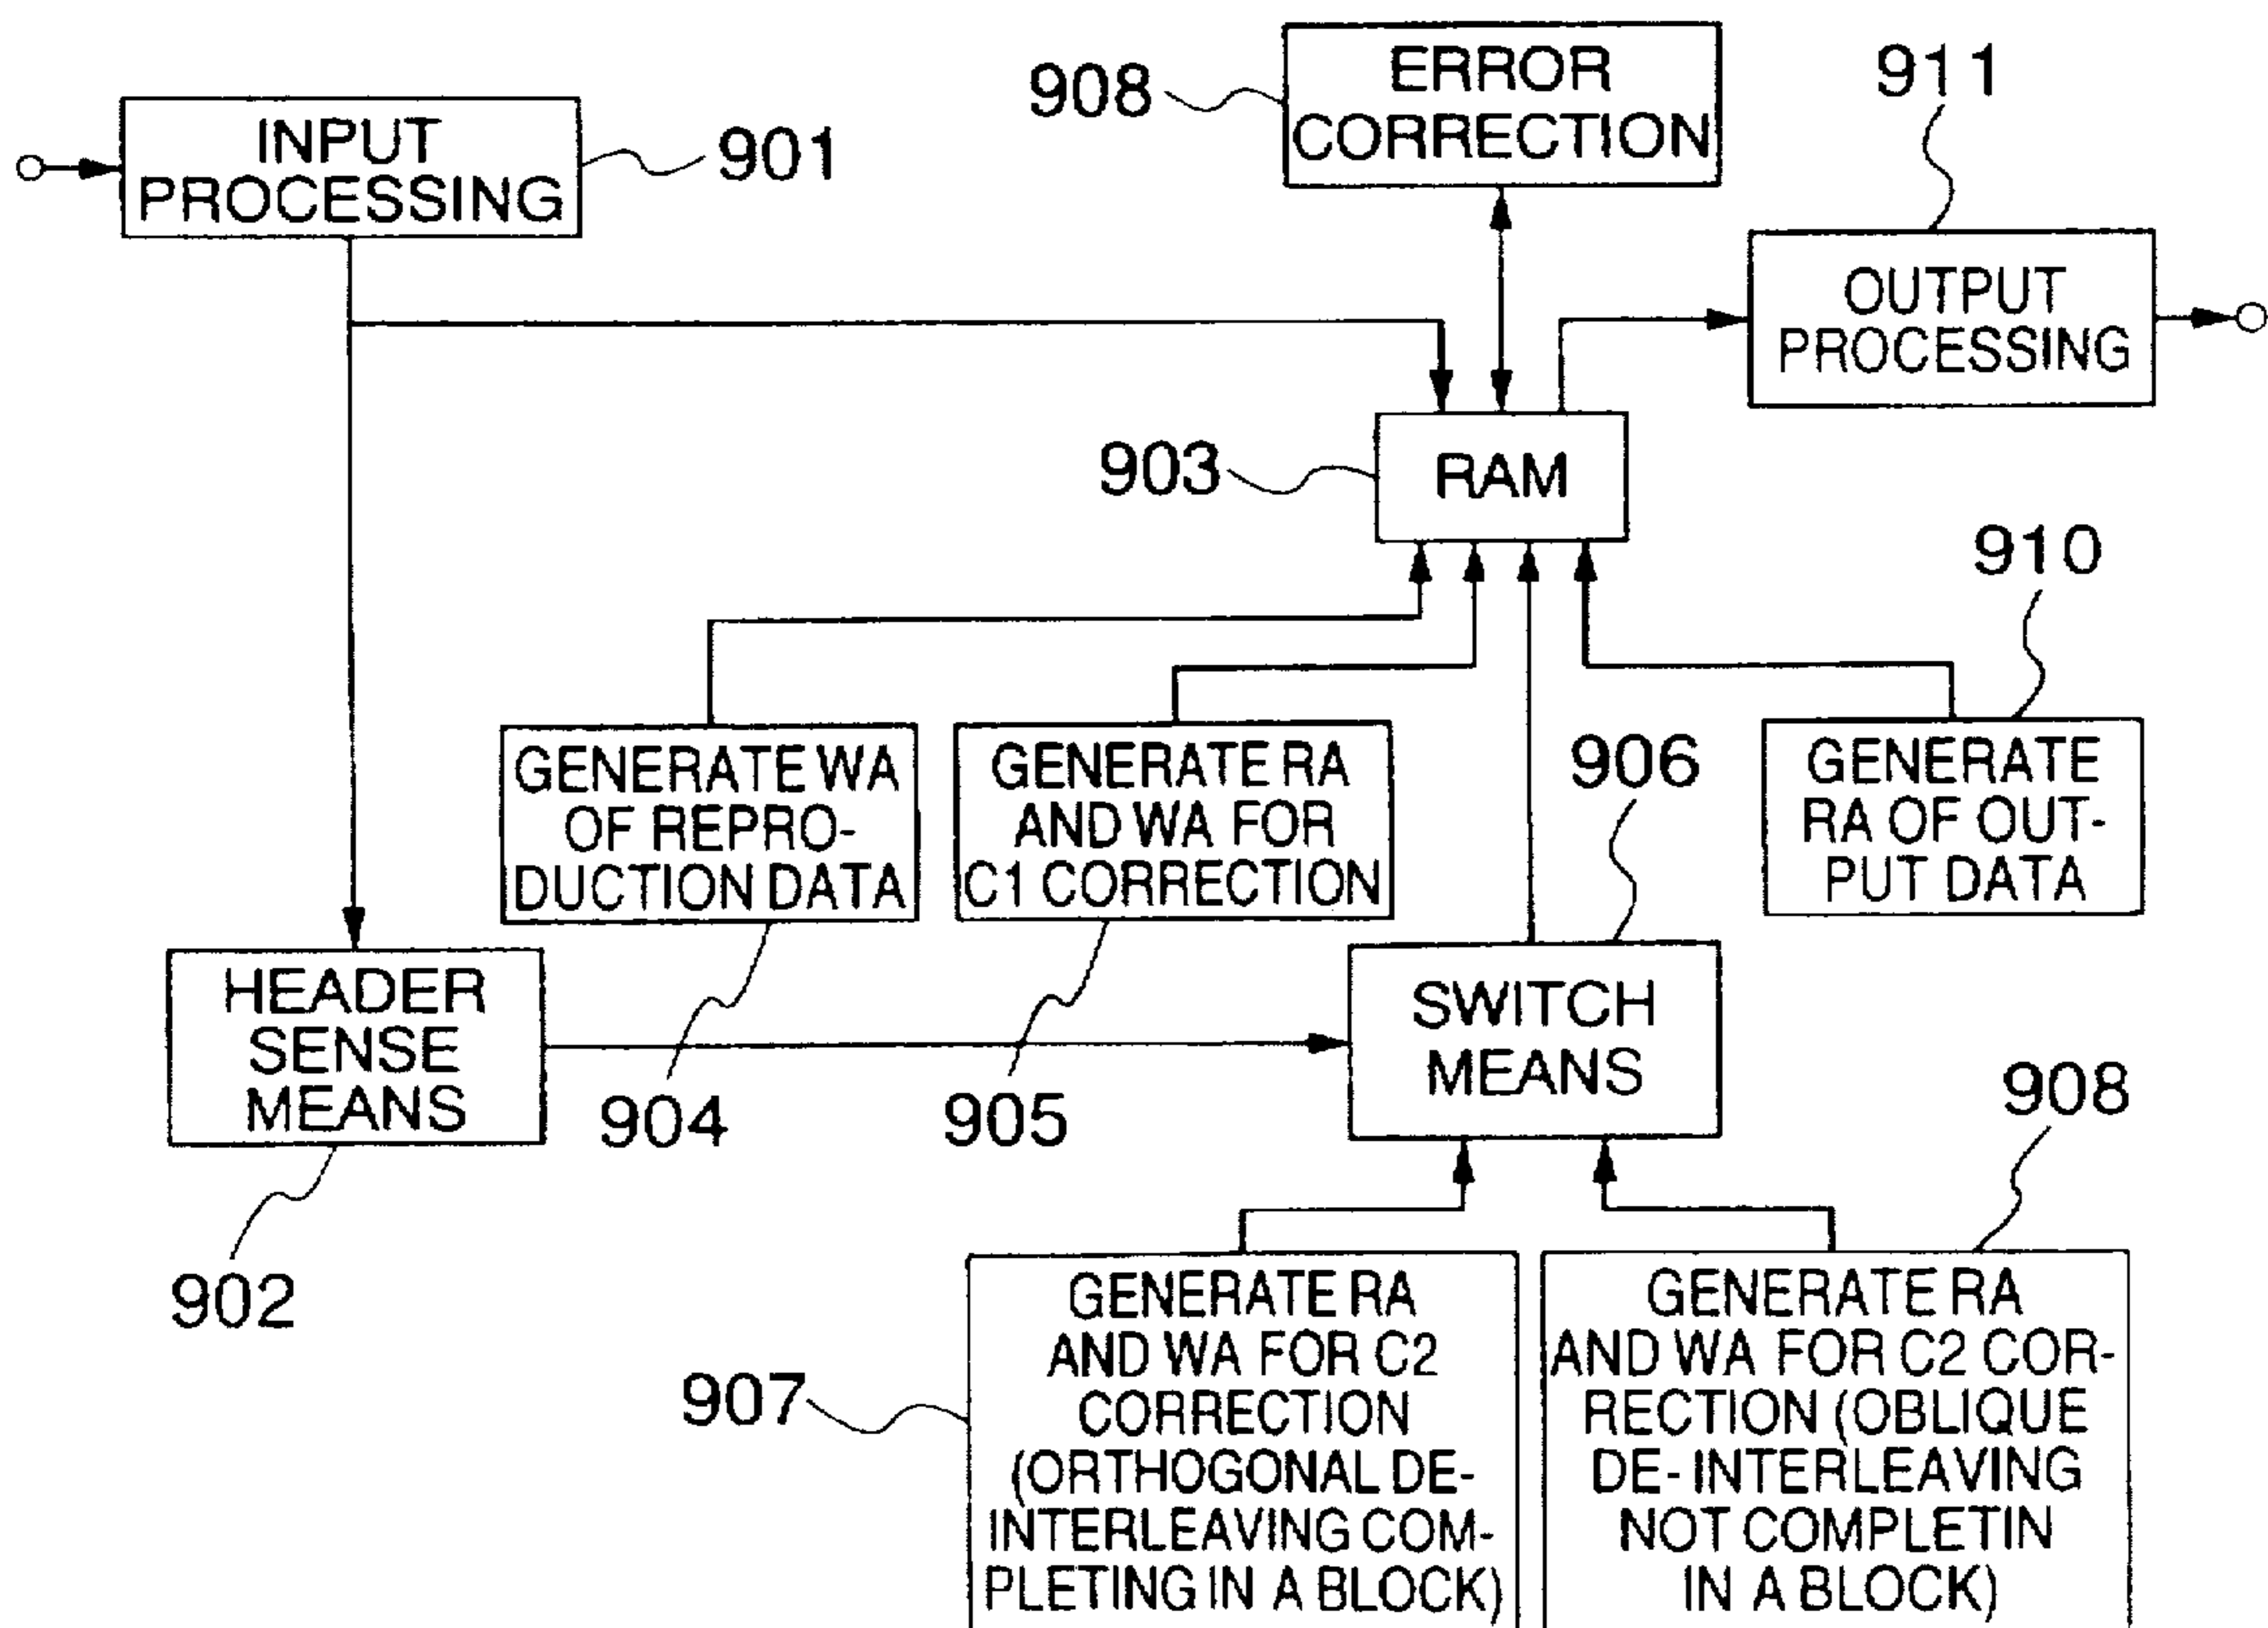 908
ERROR
CORRECTION
911
INPUT
PROCESSING
901
OUTPUT
PROCESSING
903
RAM
910
GENERATE WA
OF REPRO-
DUCTION DATA
GENERATE RA
AND WA FOR
C1 CORRECTION
906
GENERATE
RA OF OUT-
PUT DATA
HEADER
SENSE
MEANS
SWITCH
MEANS
904
905
908
902
907
GENERATE RA
AND WA FOR C2
CORRECTION
(ORTHOGONAL DE-
INTERLEAVING COM-
PLETING IN A BLOCK)
GENERATE RA
AND WA FOR C2 COR-
RECTION (OBLIQUE
DE- INTERLEAVING
NOT COMPLETIN
IN A BLOCK)